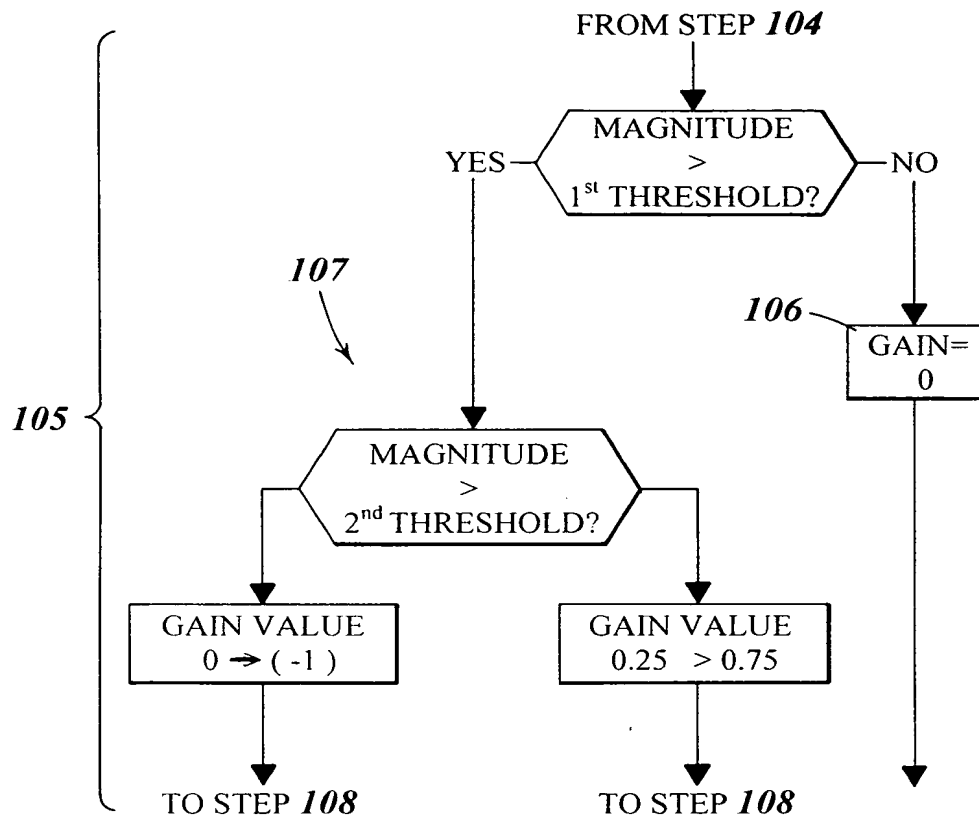 FROM STEP 104
MAGNITUDE
>
1st THRESHOLD?
YES
NO
107
106
GAIN=
0
105
MAGNITUDE
>
2nd THRESHOLD?
GAIN VALUE
0 → ( -1 )
GAIN VALUE
0.25 > 0.75
TO STEP 108
TO STEP 108